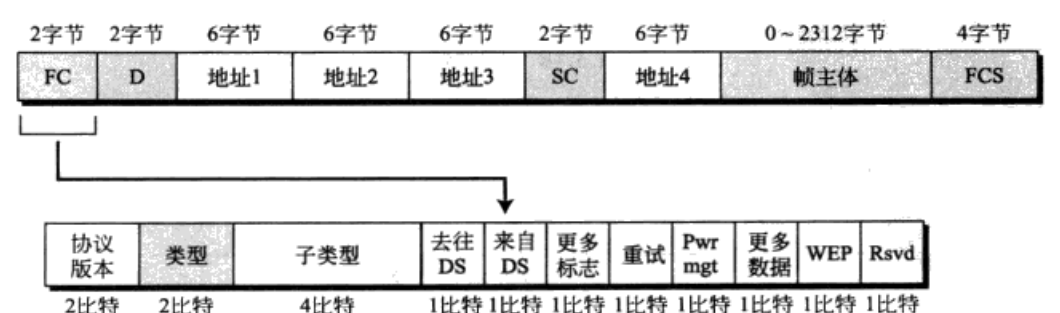 2字节 2字节 6字节 6字节 6字节 2字节 6字节 0~2312字节 4字节
FC D 地址1 地址2 地址3 SC 地址4 帧主体 FCS
协议版本 类型 子类型 去往DS 来自DS 更多标志 重试 Pwr mgt 更多数据 WEP Rsvd
2比特 2比特 4比特 1比特 1比特 1比特 1比特 1比特 1比特 1比特 1比特